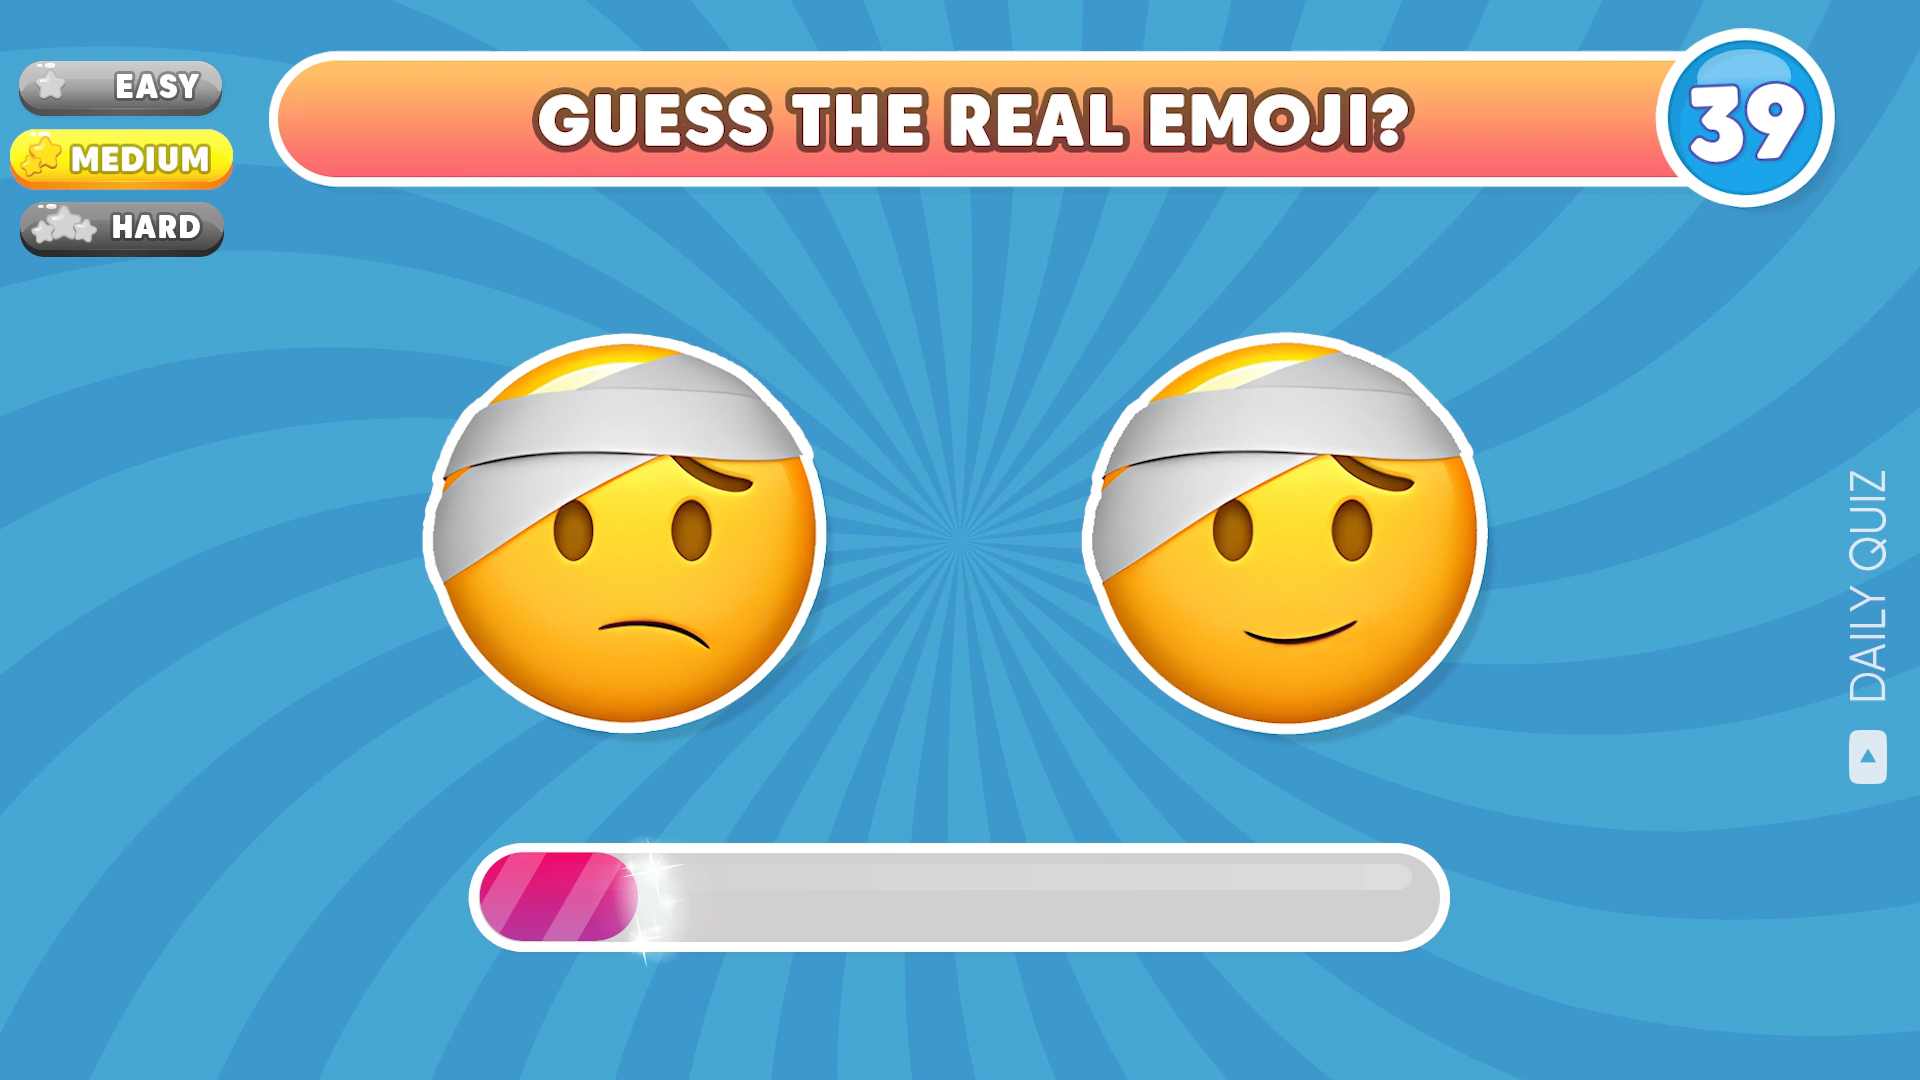 GUESS THE REAL EMOJI?
39
EASY
MEDIUM
HARD
DAILY QUIZ